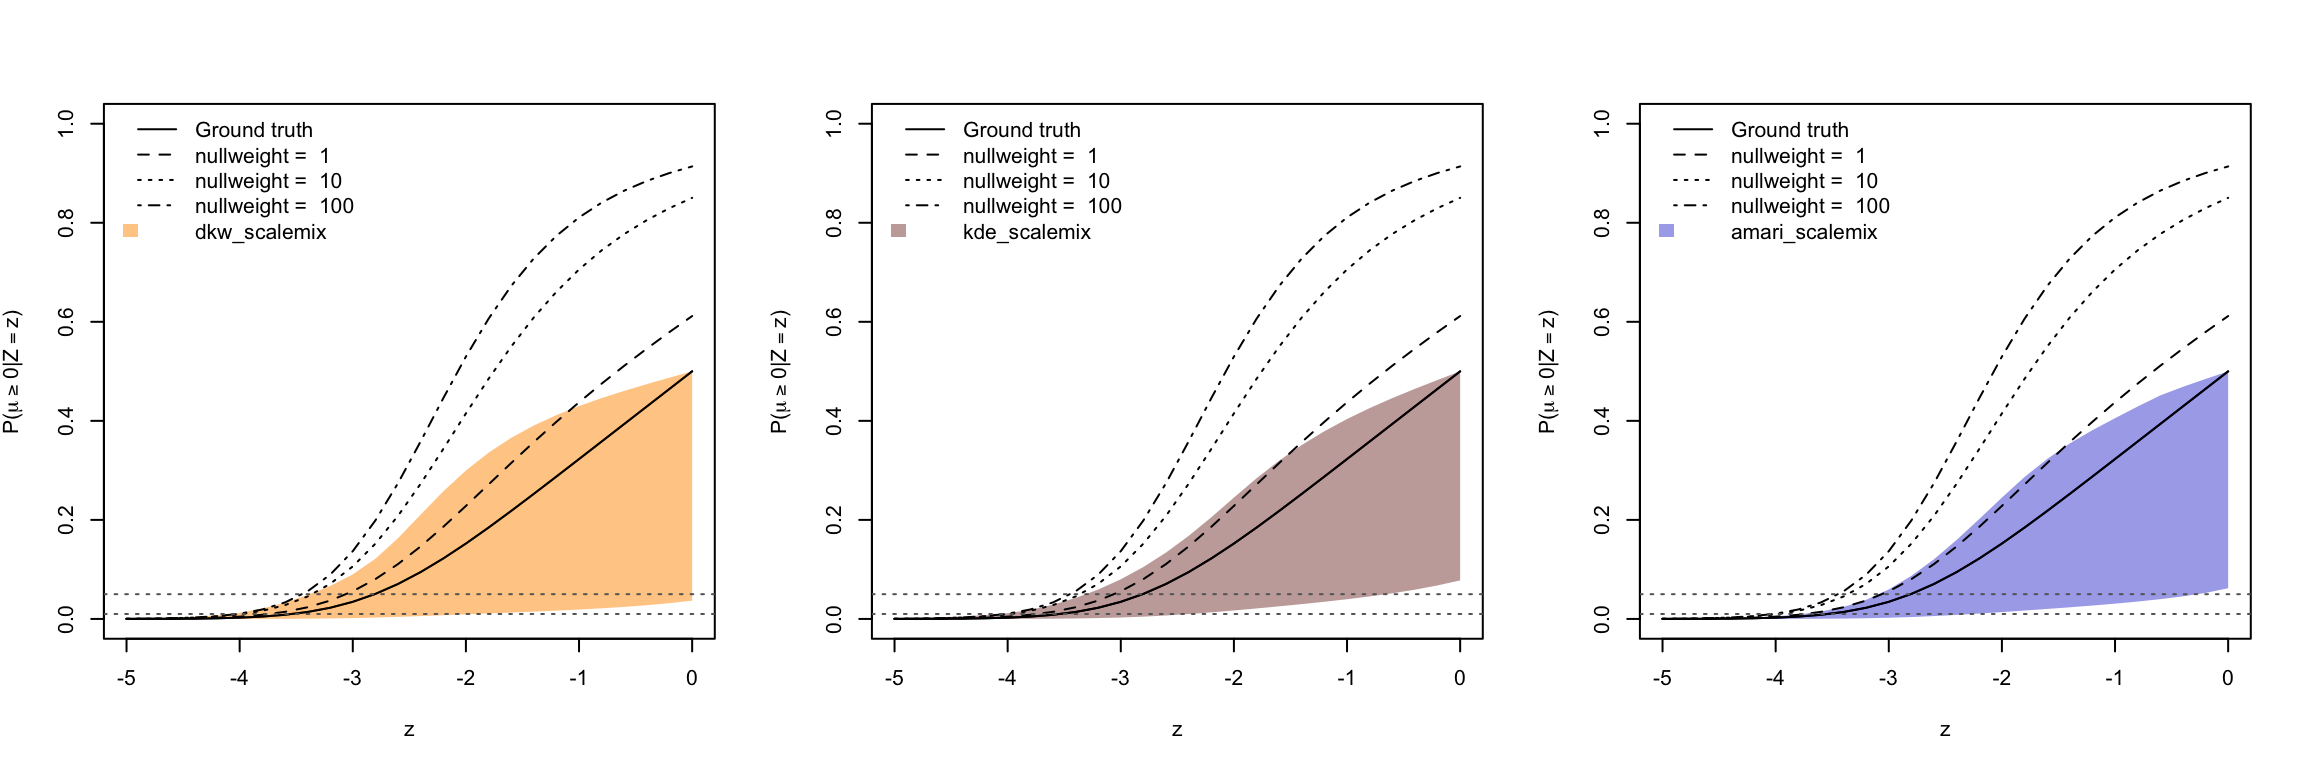 1.0
0.8
0.6
0.4
0.2
0.0
P(μ ≥ 0|Z = z)
Ground truth
nullweight = 1
nullweight = 10
nullweight = 100
dkw_scalemix
-5 -4 -3 -2 -1 0
z
1.0
0.8
0.6
0.4
0.2
0.0
P(μ ≥ 0|Z = z)
Ground truth
nullweight = 1
nullweight = 10
nullweight = 100
kde_scalemix
-5 -4 -3 -2 -1 0
z
1.0
0.8
0.6
0.4
0.2
0.0
P(μ ≥ 0|Z = z)
Ground truth
nullweight = 1
nullweight = 10
nullweight = 100
amari_scalemix
-5 -4 -3 -2 -1 0
z